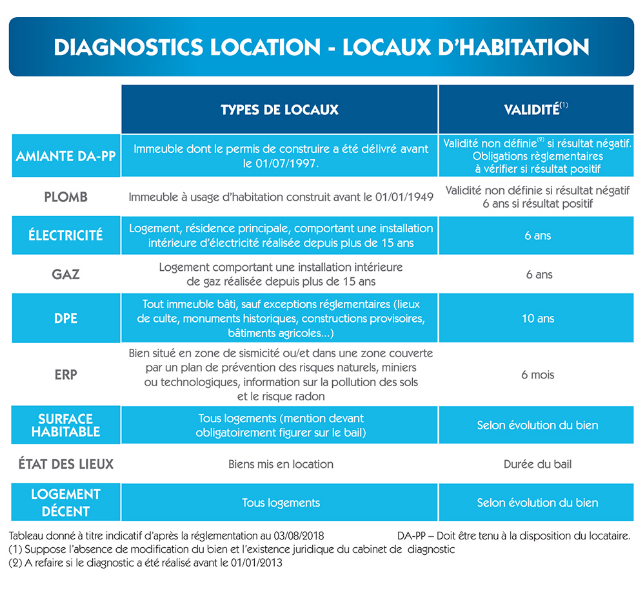 DIAGNOSTICS LOCATION - LOCAUX D'HABITATION
TYPES DE LOCAUX
VALIDITÉ(1)
AMIANTE DA-PP
Immeuble dont le permis de construire a été délivré avant
le 01/07/1997.
Validité non définie(2) si résultat négatif.
Obligations règlementaires
à vérifier si résultat positif
PLOMB
Immeuble à usage d'habitation construit avant le 01/01/1949
Validité non définie si résultat négatif
6 ans si résultat positif
ÉLECTRICITÉ
Logement, résidence principale, comportant une installation
intérieure d'électricité réalisée depuis plus de 15 ans
6 ans
GAZ
Logement comportant une installation intérieure
de gaz réalisée depuis plus de 15 ans
6 ans
DPE
Tout immeuble bâti, sauf exceptions réglementaires (lieux
de culte, monuments historiques, constructions provisoires,
bâtiments agricoles...)
10 ans
ERP
Bien situé en zone de sismicité ou/et dans une zone couverte
par un plan de prévention des risques naturels, miniers
ou technologiques, information sur la pollution des sols
et le risque radon
6 mois
SURFACE
HABITABLE
Tous logements (mention devant
obligatoirement figurer sur le bail)
Selon évolution du bien
ÉTAT DES LIEUX
Biens mis en location
Durée du bail
LOGEMENT
DÉCENT
Tous logements
Selon évolution du bien
Tableau donné à titre indicatif d'après la réglementation au 03/08/2018
DA-PP – Doit être tenu à la disposition du locataire.
(1) Suppose l'absence de modification du bien et l'existence juridique du cabinet de diagnostic
(2) A refaire si le diagnostic a été réalisé avant le 01/01/2013